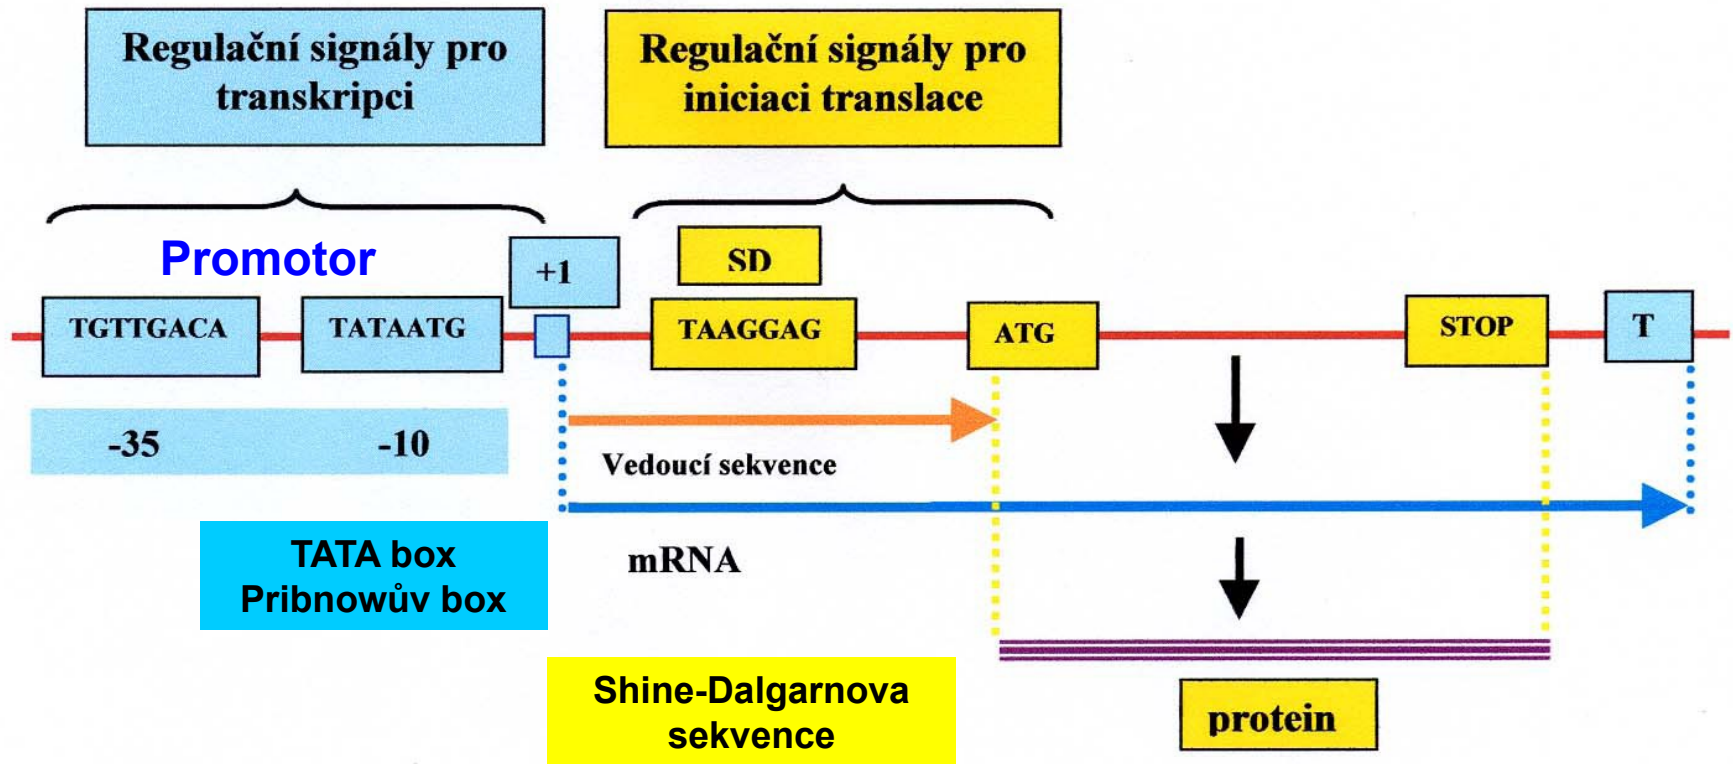 Regulační signály pro
transkripci
Regulační signály pro
iniciaci translace
Promotor
+1
SD
TGTTGACA
TATAATG
TAAGGAG
ATG
STOP
T
-35
-10
Vedoucí sekvence
mRNA
TATA box
Pribnowův box
Shine-Dalgarnova
sekvence
protein